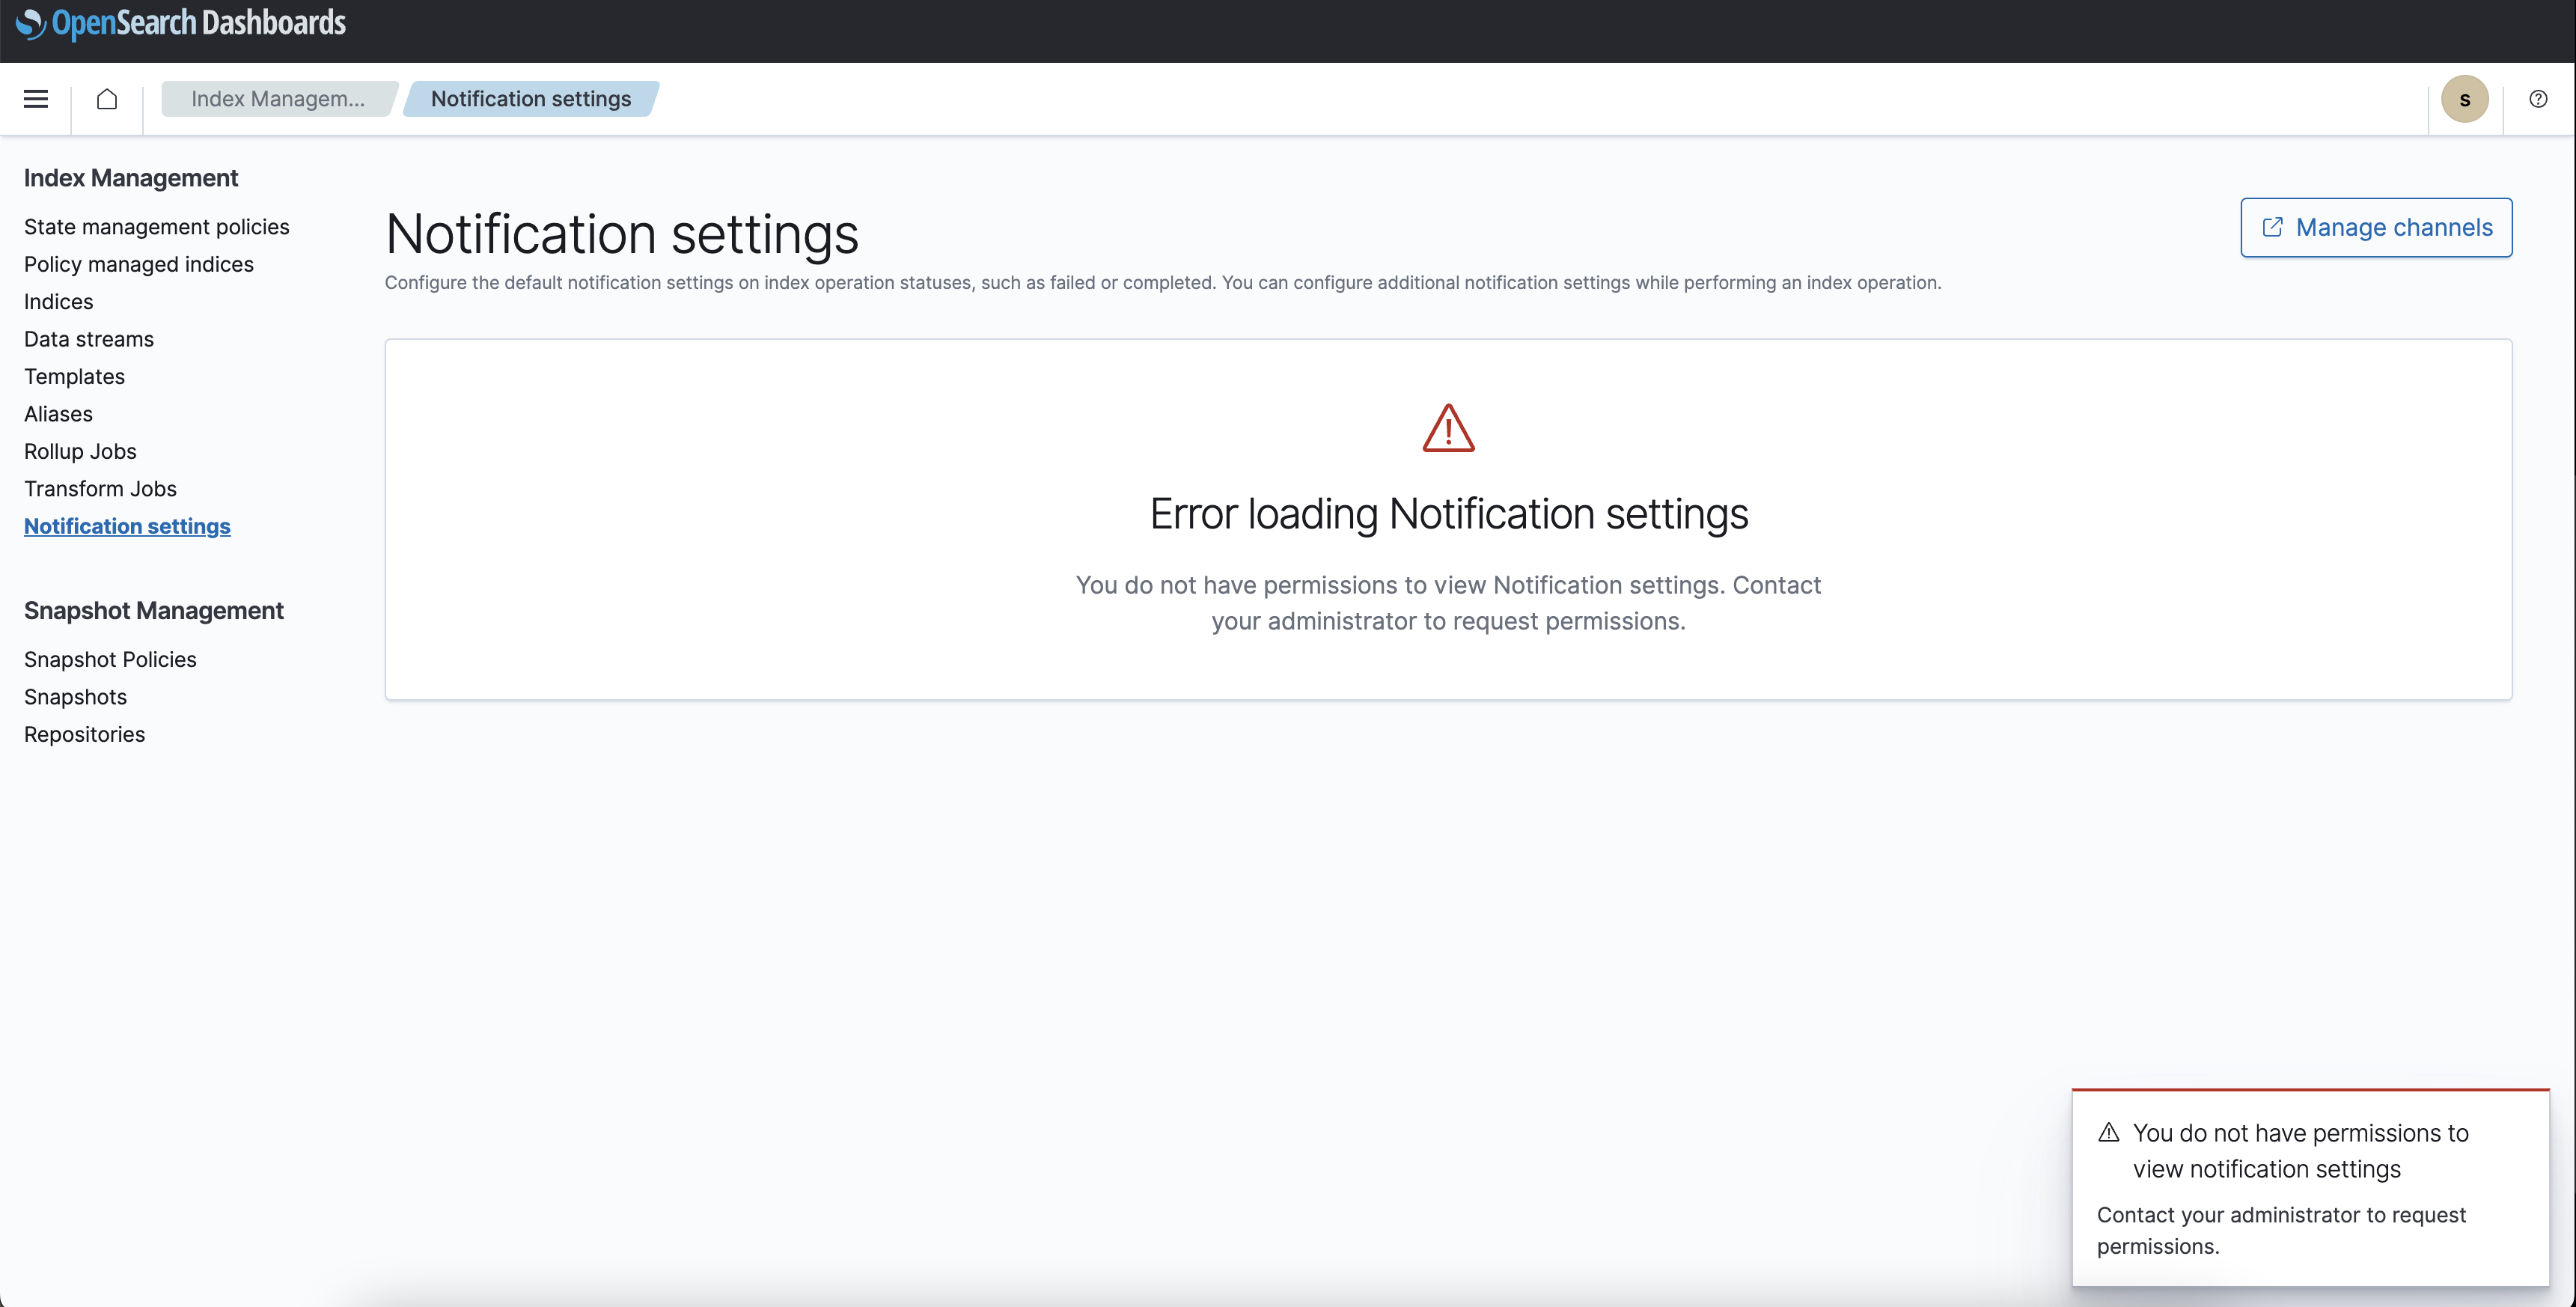 OpenSearch Dashboards
Index Managem...
Notification settings
s
Index Management
State management policies
Policy managed indices
Indices
Data streams
Templates
Aliases
Rollup Jobs
Transform Jobs
Notification settings
Snapshot Management
Snapshot Policies
Snapshots
Repositories
Notification settings
Manage channels
Configure the default notification settings on index operation statuses, such as failed or completed. You can configure additional notification settings while performing an index operation.
Error loading Notification settings
You do not have permissions to view Notification settings. Contact
your administrator to request permissions.
You do not have permissions to
view notification settings
Contact your administrator to request
permissions.